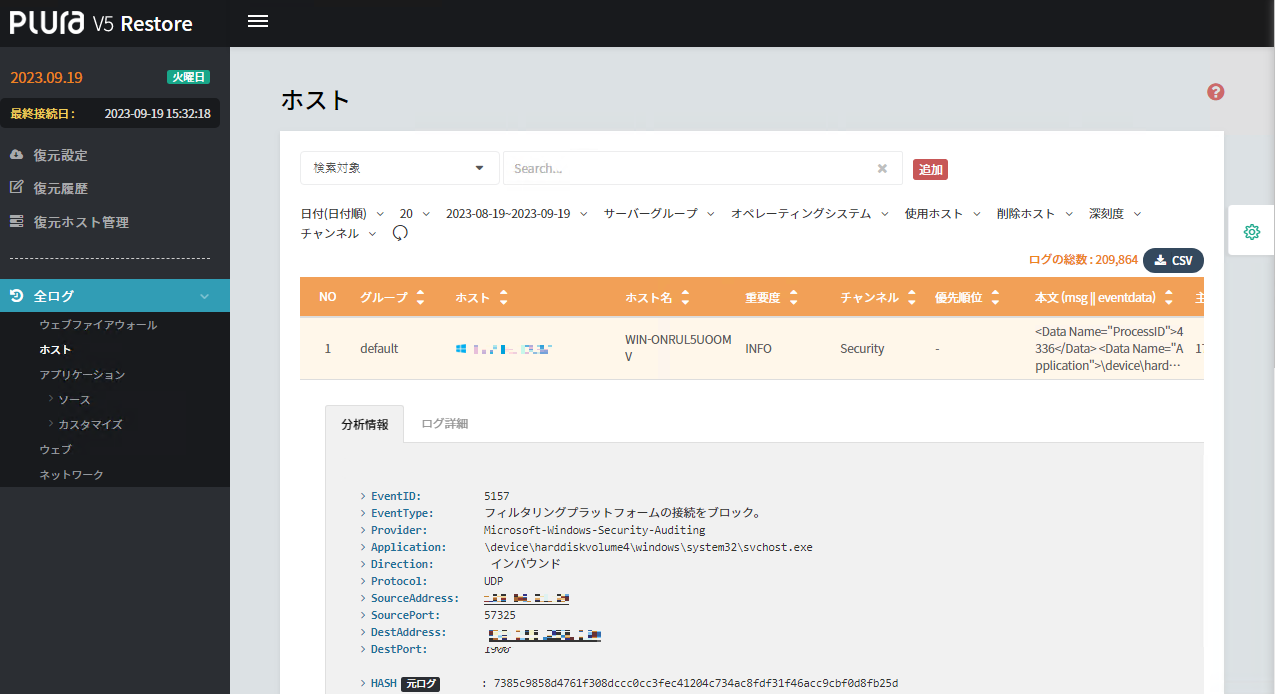 PLURA V5 Restore
2023.09.19 火曜日
最終接続日 : 2023-09-19 15:32:18
復元設定
復元履歴
復元ホスト管理
全ログ
ウェブファイアウォール
ホスト
アプリケーション
ソース
カスタマイズ
ウェブ
ネットワーク
ホスト
検索対象 Search... 追加
日付(日付順) 20 2023-08-19~2023-09-19 サーバーグループ オペレーティングシステム 使用ホスト 削除ホスト 深刻度
チャンネル
ログの総数 : 209,864 CSV
NO グループ ホスト ホスト名 重要度 チャンネル 優先順位 本文 (msg || eventdata) 主
1 default WIN-ONRUL5UOOM
V INFO Security - <Data Name="ProcessID">4
336</Data><Data Name="A
pplication">\device\hard… 17
分析情報 ログ詳細
> EventID: 5157
> EventType: フィルタリングプラットフォームの接続をブロック。
> Provider: Microsoft-Windows-Security-Auditing
> Application: \device\harddiskvolume4\windows\system32\svchost.exe
> Direction: インバウンド
> Protocol: UDP
> SourceAddress:
> SourcePort: 57325
> DestAddress:
> DestPort: 1900
> HASH 元ログ : 7385c9858d4761f308dccc0cc3fec41204c734ac8fdf31f46acc9cbf0d8fb25d